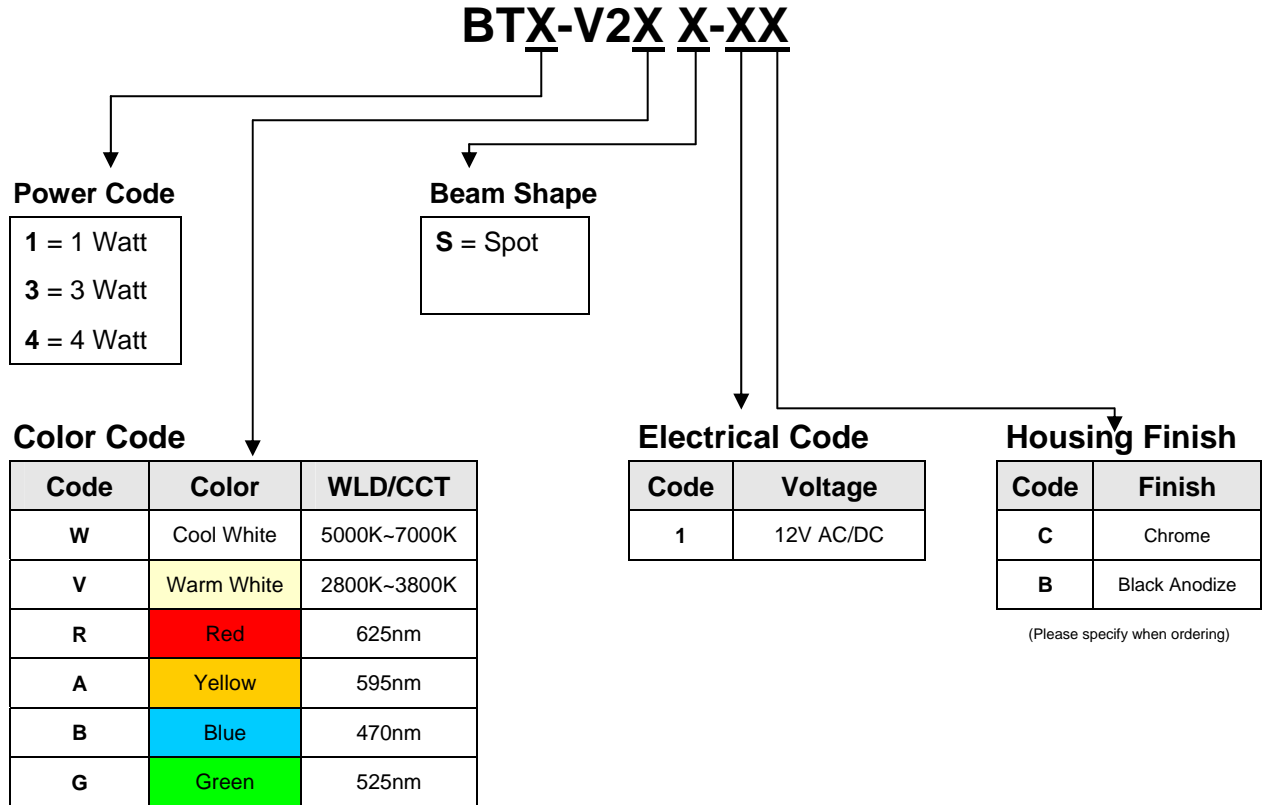 BTX-V2X X-XX
Power Code
1 = 1 Watt
3 = 3 Watt
4 = 4 Watt
Beam Shape
S = Spot
Color Code
Code Color WLD/CCT
W Cool White 5000K~7000K
V Warm White 2800K~3800K
R Red 625nm
A Yellow 595nm
B Blue 470nm
G Green 525nm
Electrical Code
Code Voltage
1 12V AC/DC
Housing Finish
Code Finish
C Chrome
B Black Anodize
(Please specify when ordering)